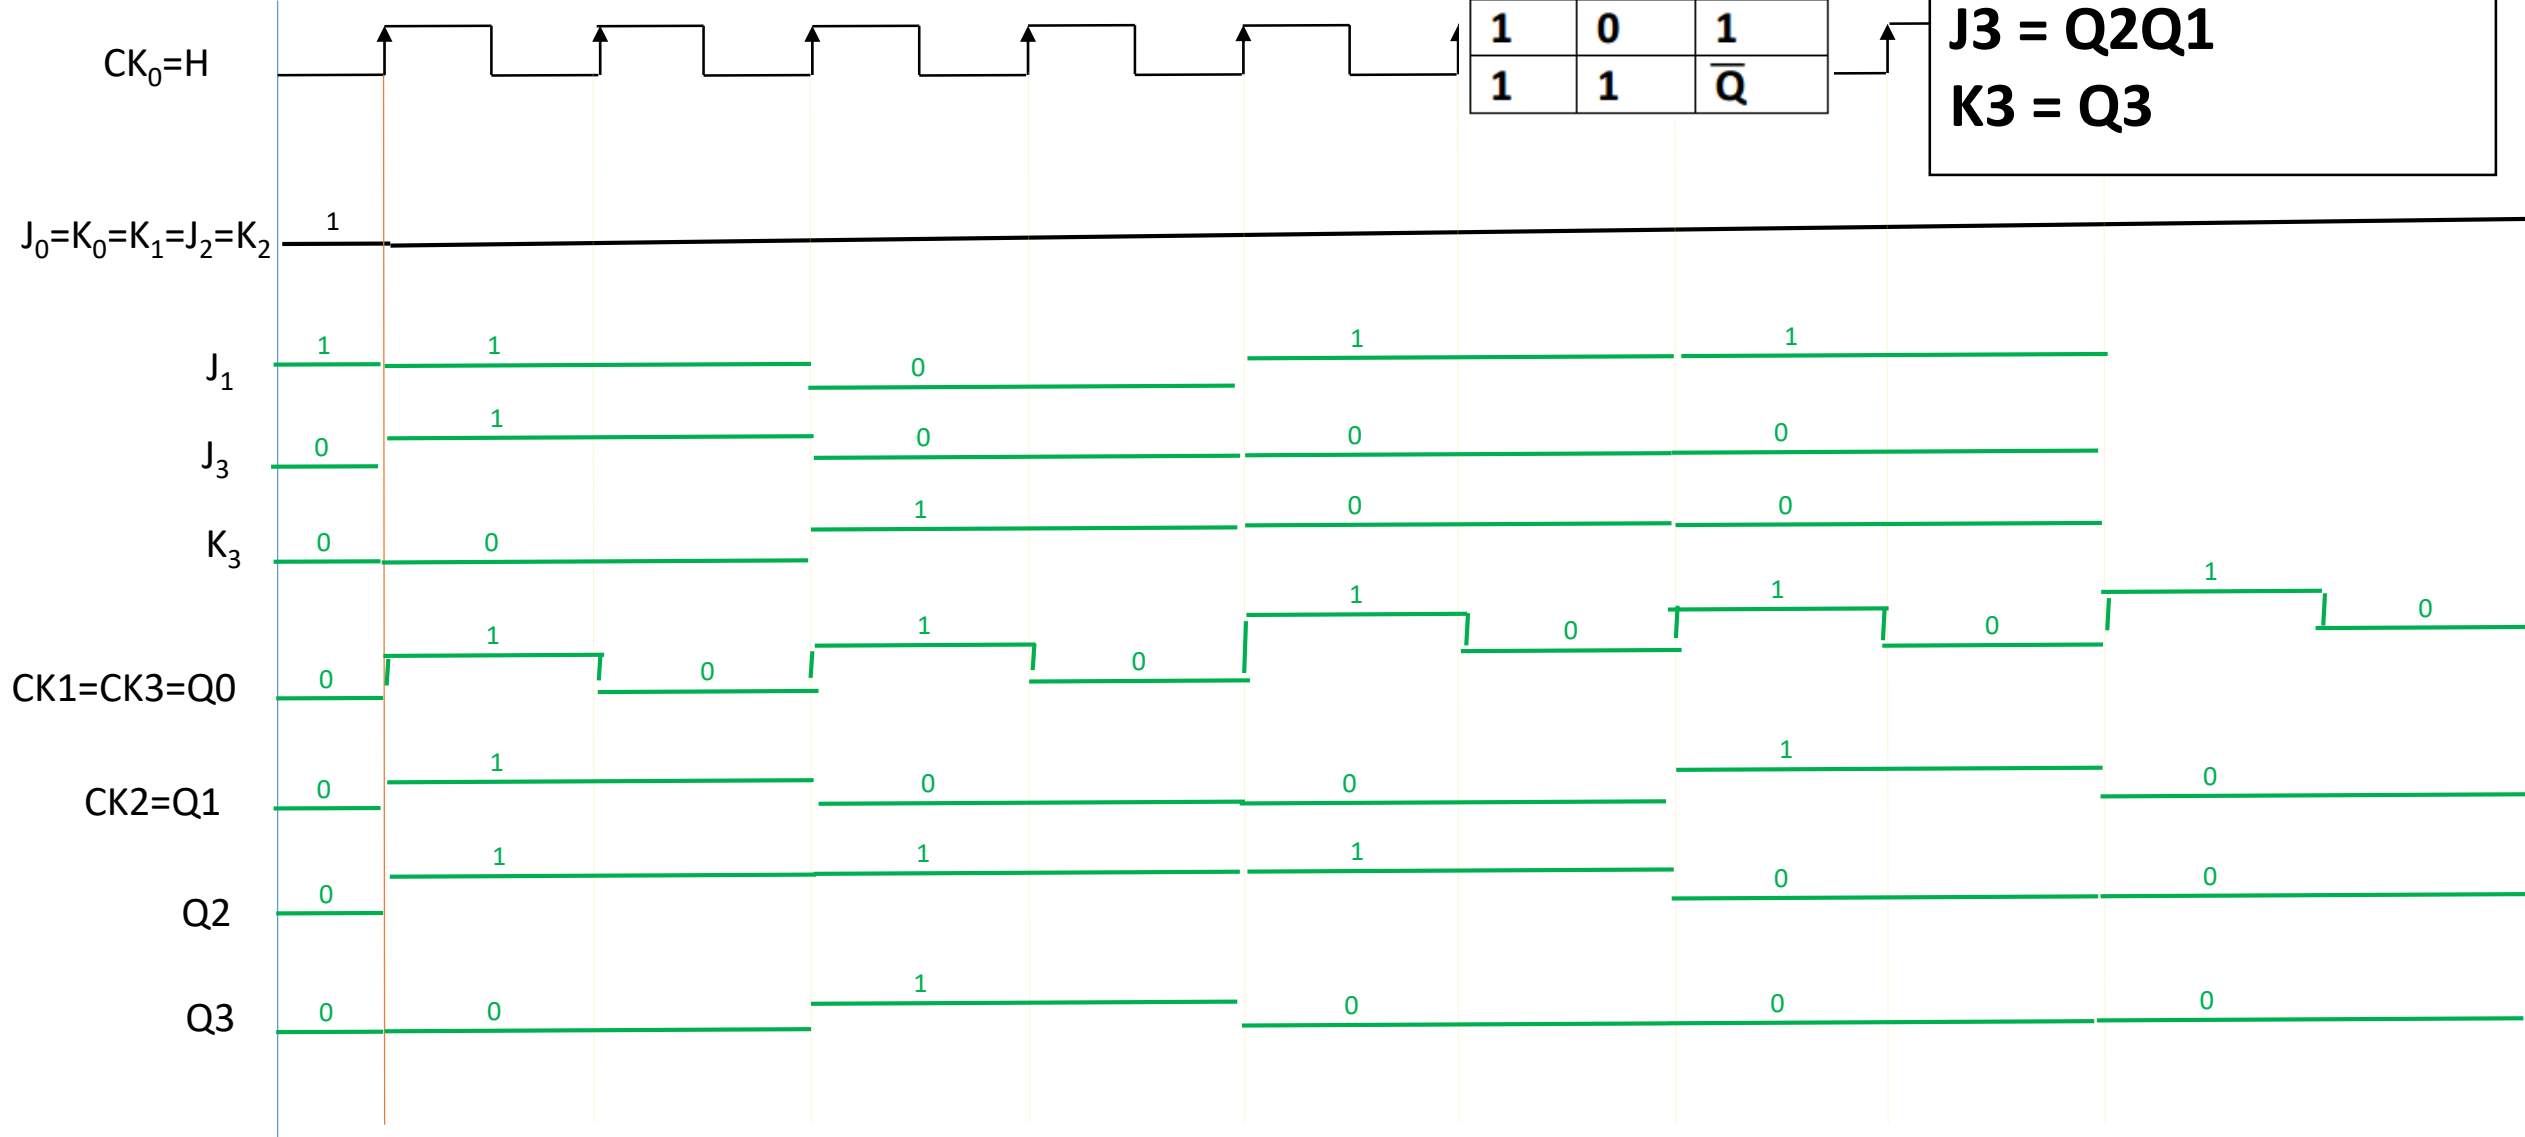 CK₀=H
1 0 1
1 1 Q̅
J3 = Q2Q1
K3 = Q3
J₀=K₀=K₁=J₂=K₂ 1
J₁ 1 1 0 1 1
J₃ 0 1 0 0 0
K₃ 0 0 1 0 0
CK1=CK3=Q0 0 1 0 1 0 1 0 1 0 1 0
CK2=Q1 0 1 0 0 1 0
Q2 0 1 1 1 0 0
Q3 0 0 1 0 0 0